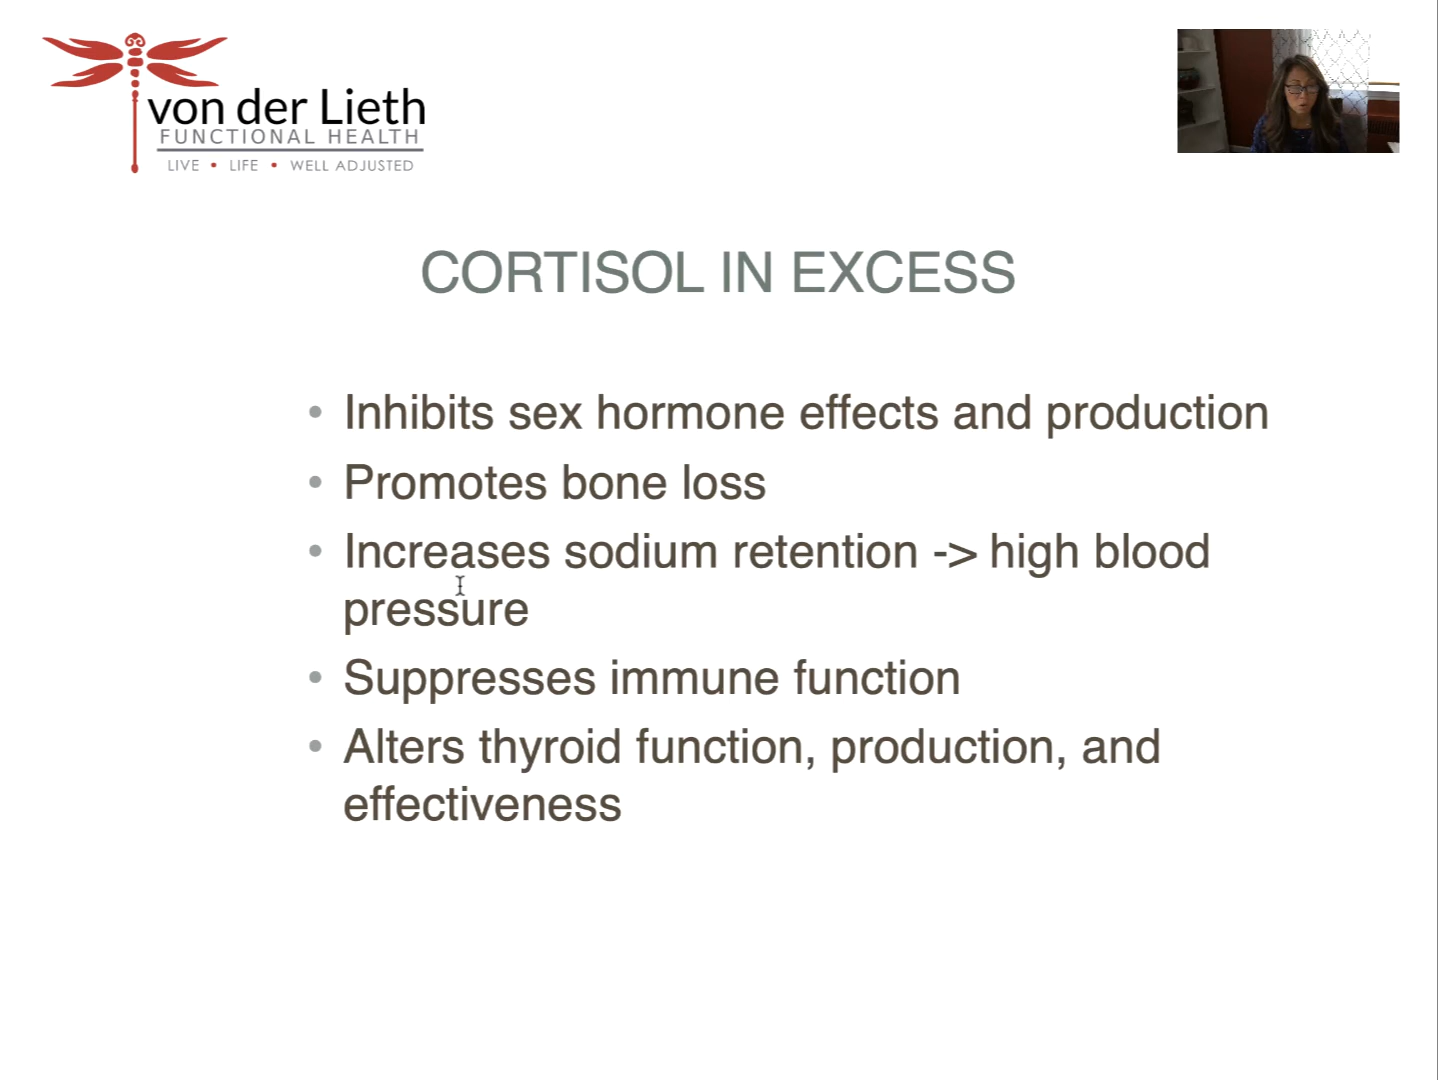 von der Lieth
FUNCTIONAL HEALTH
LIVE • LIFE • WELL ADJUSTED
CORTISOL IN EXCESS
• Inhibits sex hormone effects and production
• Promotes bone loss
• Increases sodium retention -> high blood
pressure
• Suppresses immune function
• Alters thyroid function, production, and
effectiveness